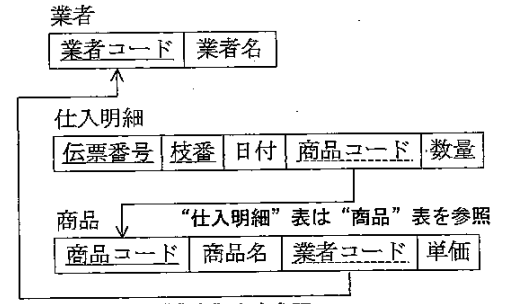 業者
業者コード 業者名
仕入明細
伝票番号 枝番 日付 商品コード 数量
商品 “仕入明細” 表は “商品” 表を参照
商品コード 商品名 業者コード 単価